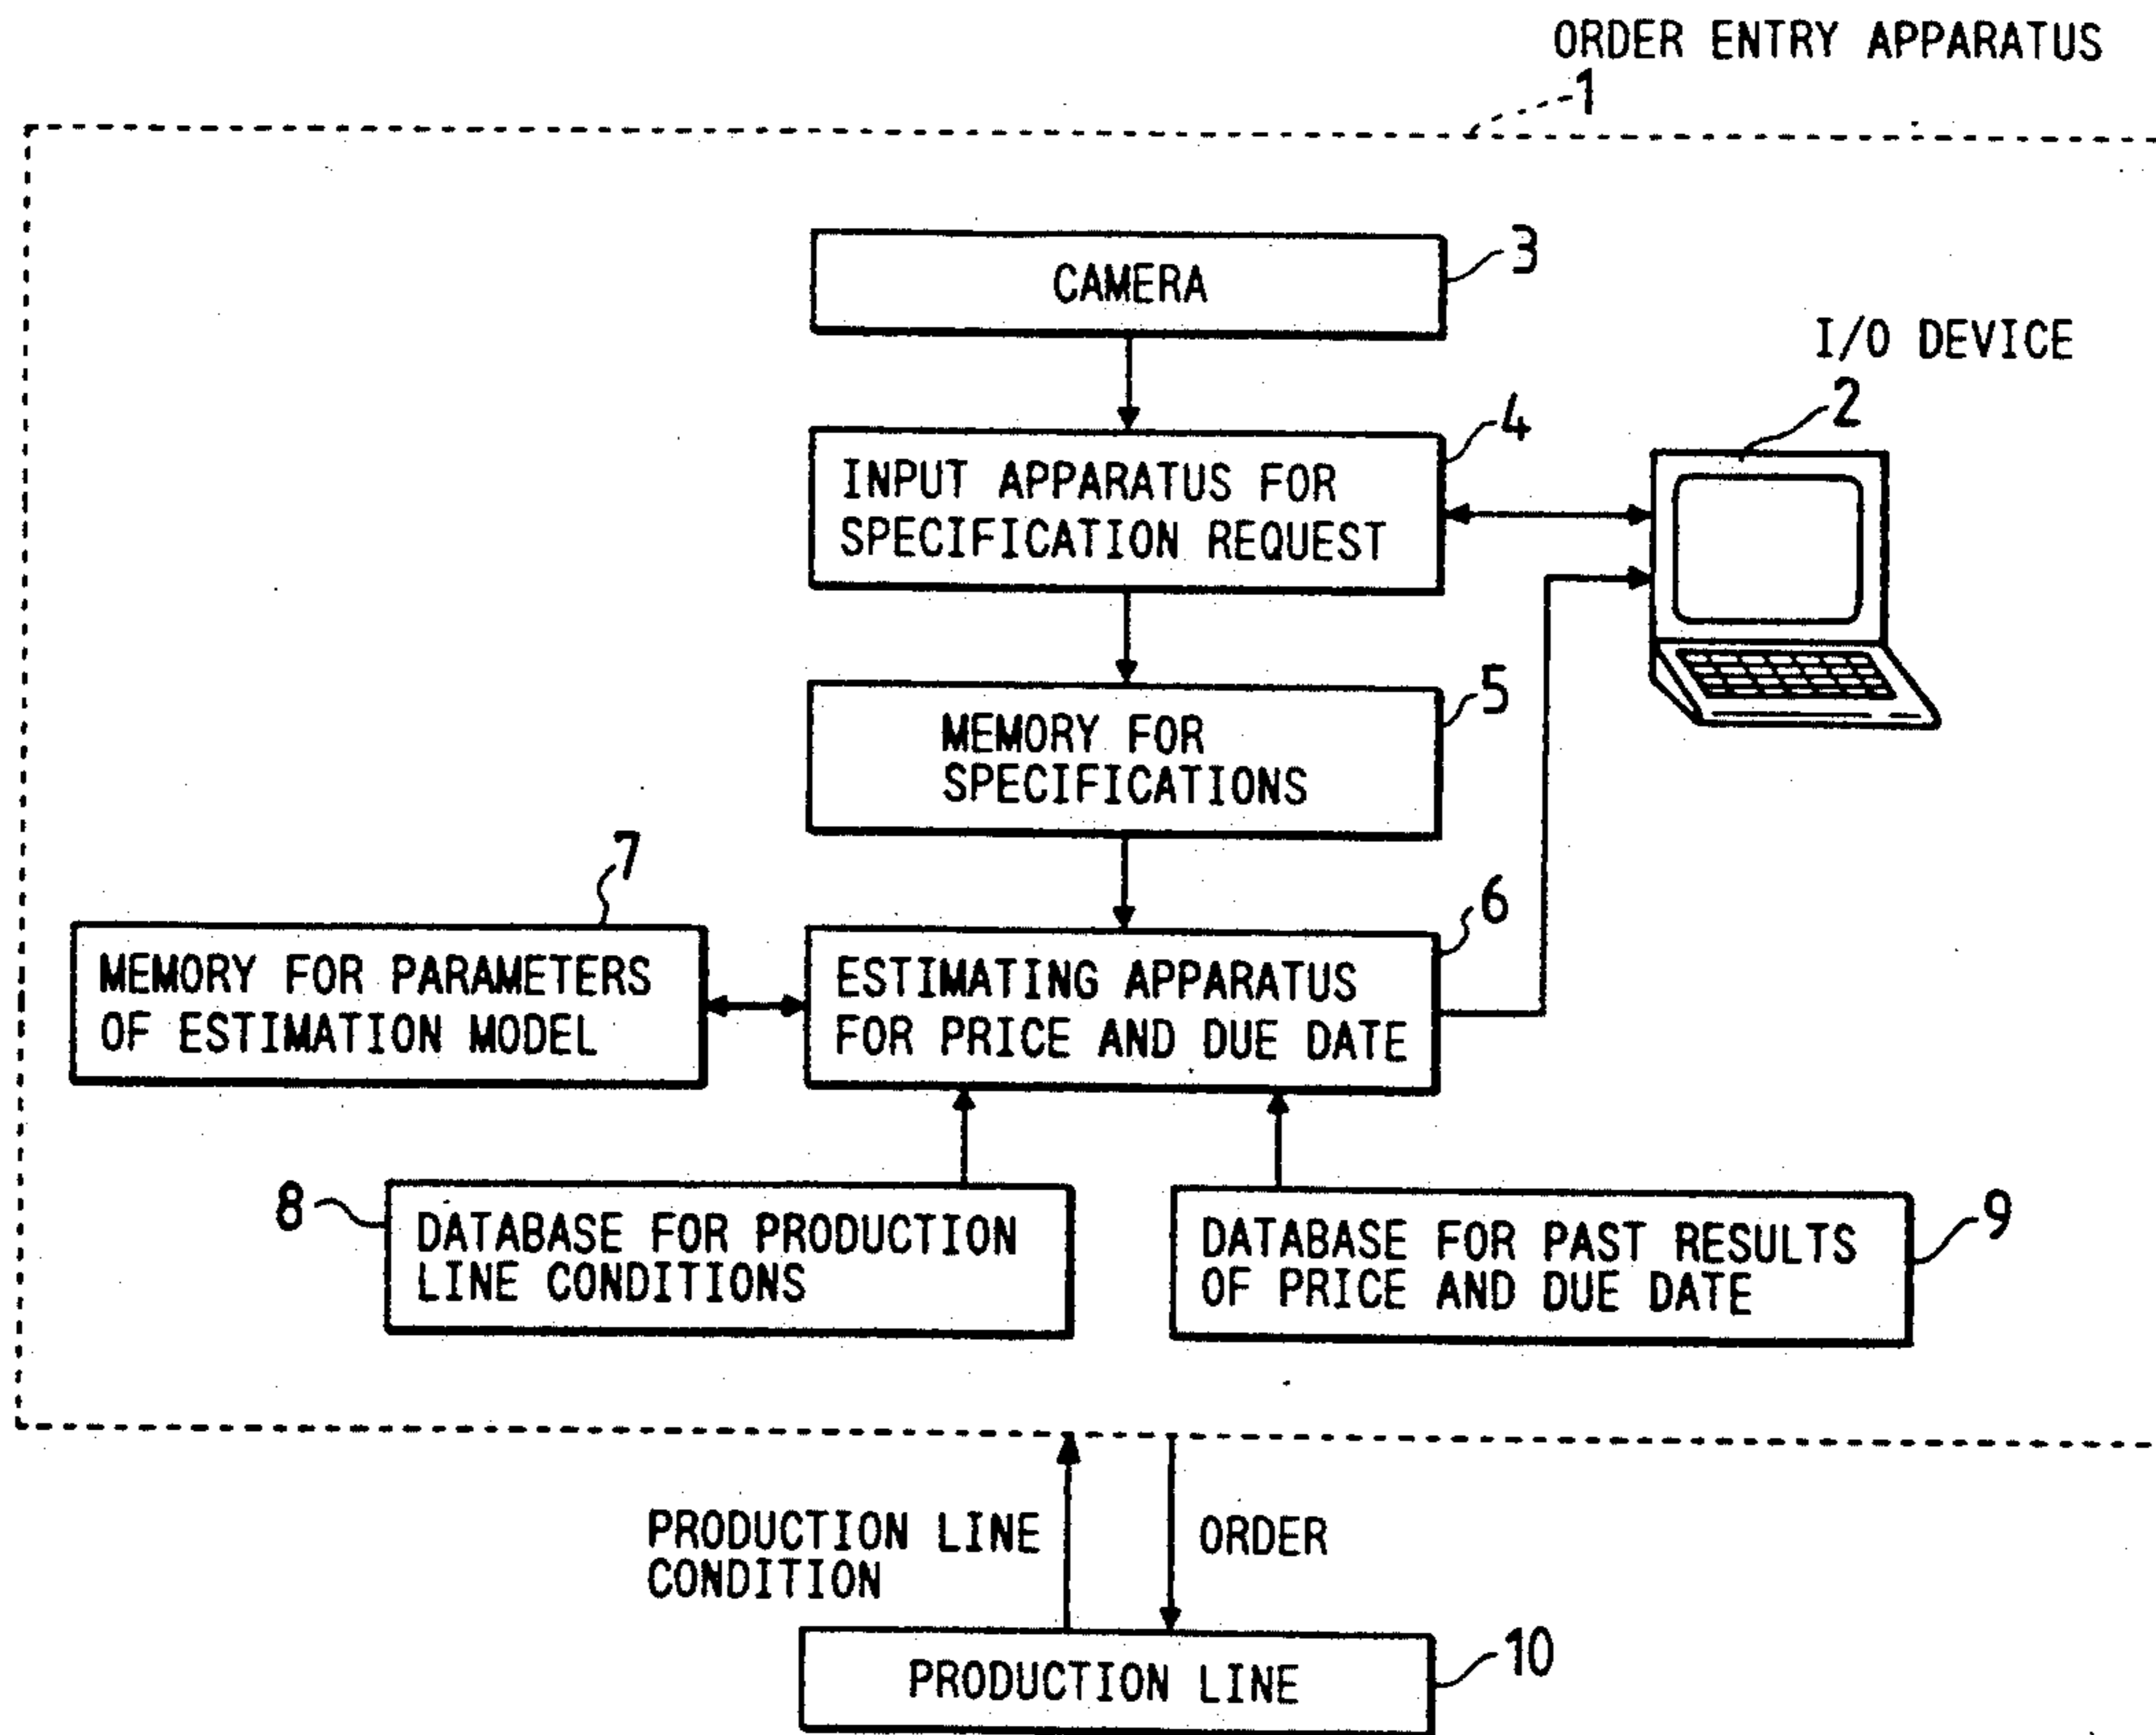 ORDER ENTRY APPARATUS
1
CAMERA
3
I/O DEVICE
2
INPUT APPARATUS FOR
SPECIFICATION REQUEST
4
MEMORY FOR
SPECIFICATIONS
5
7
MEMORY FOR PARAMETERS
OF ESTIMATION MODEL
ESTIMATING APPARATUS
FOR PRICE AND DUE DATE
6
8
DATABASE FOR PRODUCTION
LINE CONDITIONS
DATABASE FOR PAST RESULTS
OF PRICE AND DUE DATE
9
PRODUCTION LINE
CONDITION
ORDER
PRODUCTION LINE
10